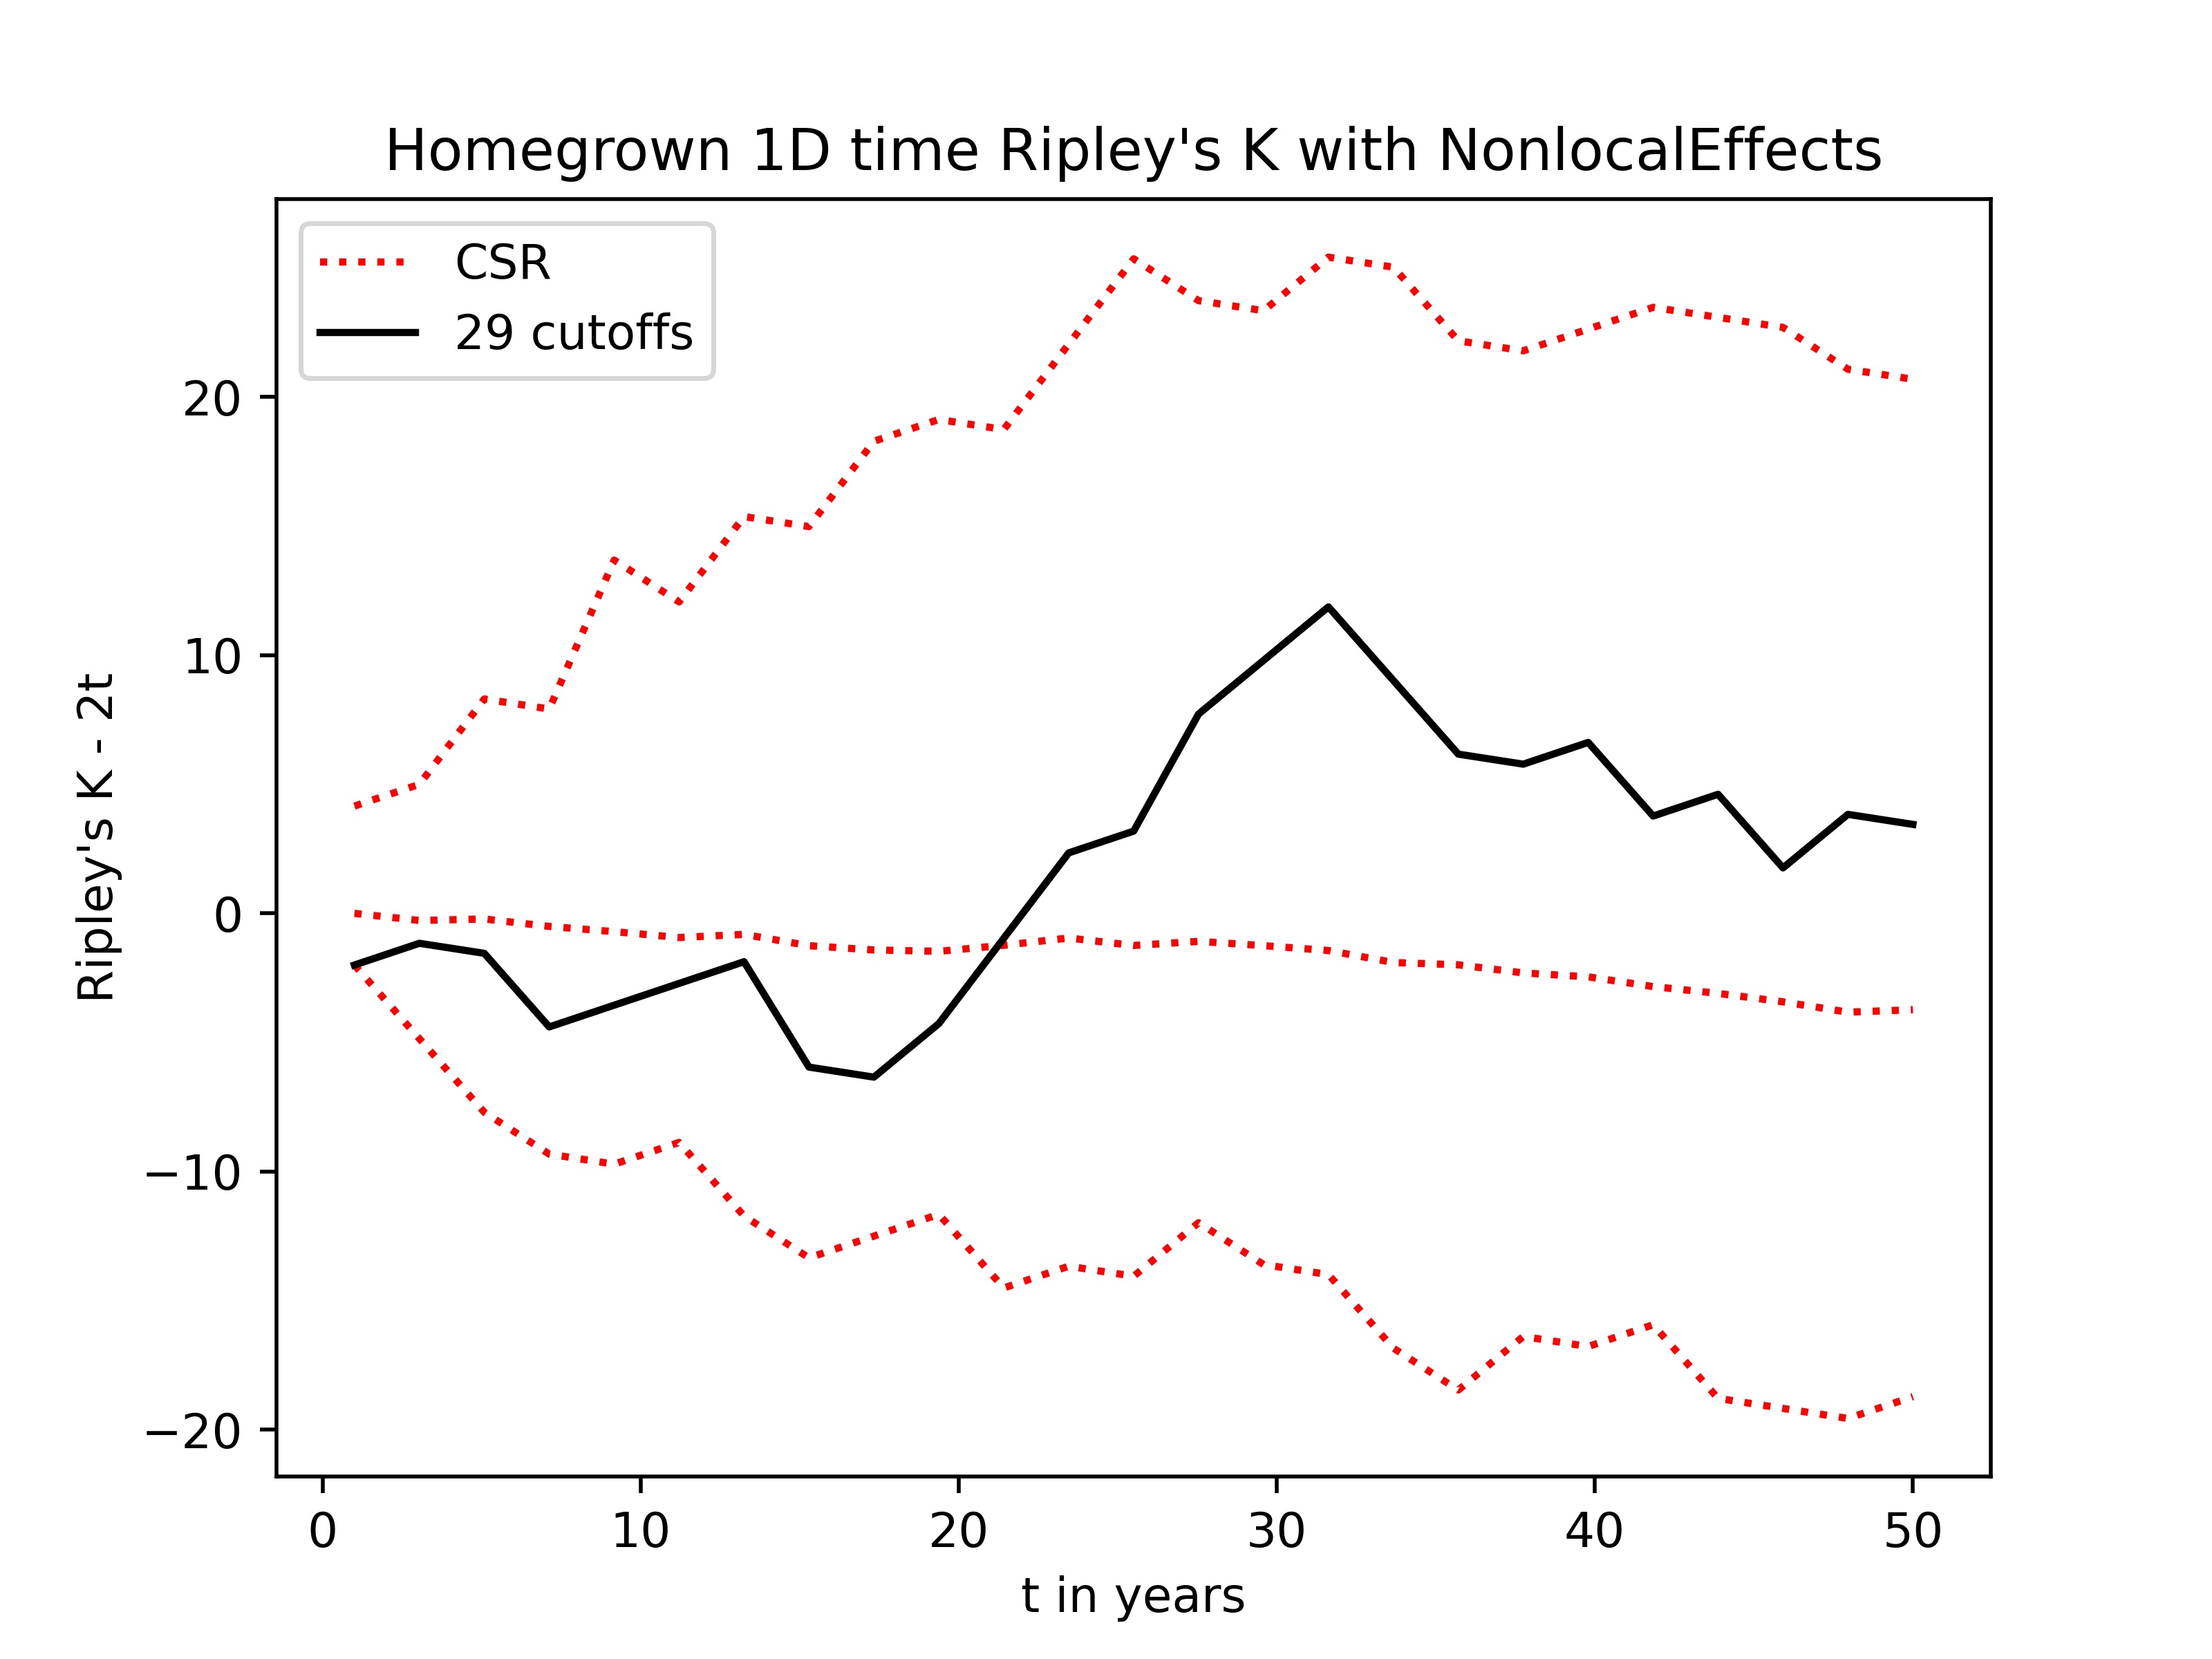 Homegrown 1D time Ripley's K with NonlocalEffects
CSR
29 cutoffs
Ripley's K - 2t
20
10
0
−10
−20
0 10 20 30 40 50
t in years